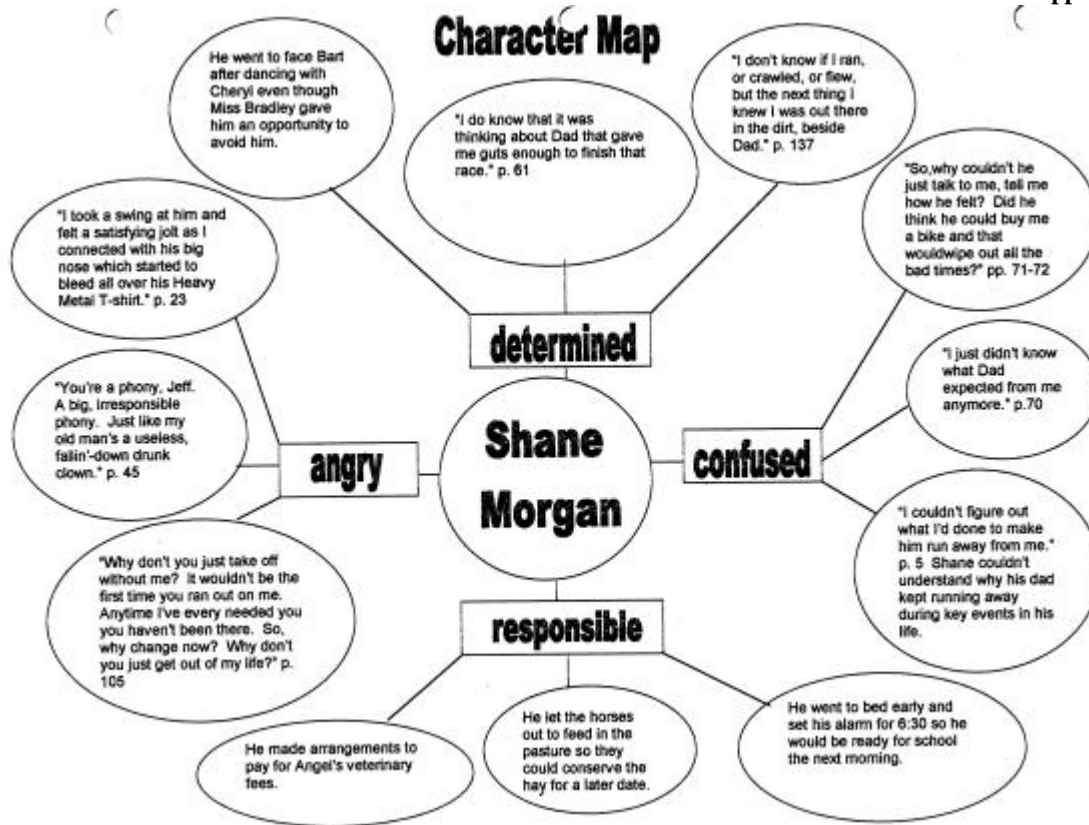 pp
Character Map
He went to face Bart
after dancing with
Cheryl even though
Miss Bradley gave
him an opportunity to
avoid him.
"I do know that it was
thinking about Dad that gave
me guts enough to finish that
race." p. 61
"I don't know if I ran,
or crawled, or flew,
but the next thing I
knew I was out there
in the dirt, beside
Dad." p. 137
"I took a swing at him and
felt a satisfying jolt as I
connected with his big
nose which started to
bleed all over his Heavy
Metal T-shirt." p. 23
"So,why couldn't he
just talk to me, tell me
how he felt? Did he
think he could buy me
a bike and that
wouldwipe out all the
bad times?" pp. 71-72
determined
"You're a phony, Jeff.
A big, irresponsible
phony. Just like my
old man's a useless,
fallin'-down drunk
clown." p. 45
"I just didn't know
what Dad
expected from me
anymore." p.70
angry
Shane
Morgan
confused
"Why don't you just take off
without me? It wouldn't be the
first time you ran out on me.
Anytime I've every needed you
you haven't been there. So,
why change now? Why don't
you just get out of my life?" p.
105
"I couldn't figure out
what I'd done to make
him run away from me."
p. 5 Shane couldn't
understand why his dad
kept running away
during key events in his
life.
responsible
He made arrangements to
pay for Angel's veterinary
fees.
He let the horses
out to feed in the
pasture so they
could conserve the
hay for a later date.
He went to bed early and
set his alarm for 6:30 so he
would be ready for school
the next morning.